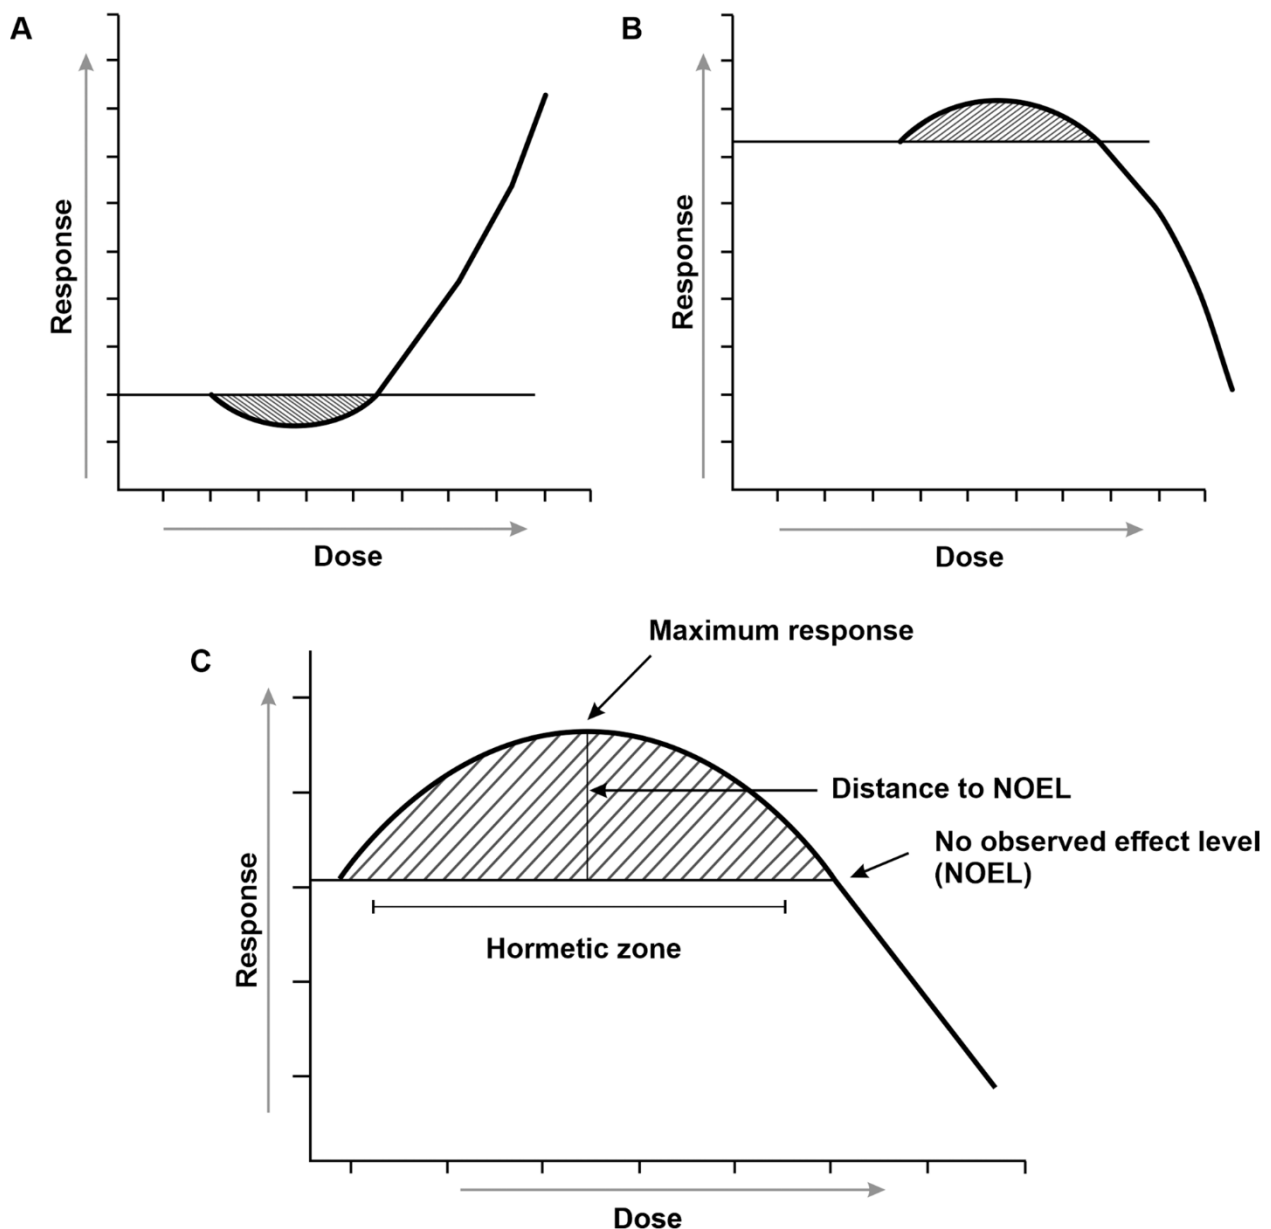 A
Response
Dose
B
Response
Dose
C
Maximum response
Distance to NOEL
No observed effect level
(NOEL)
Hormetic zone
Response
Dose